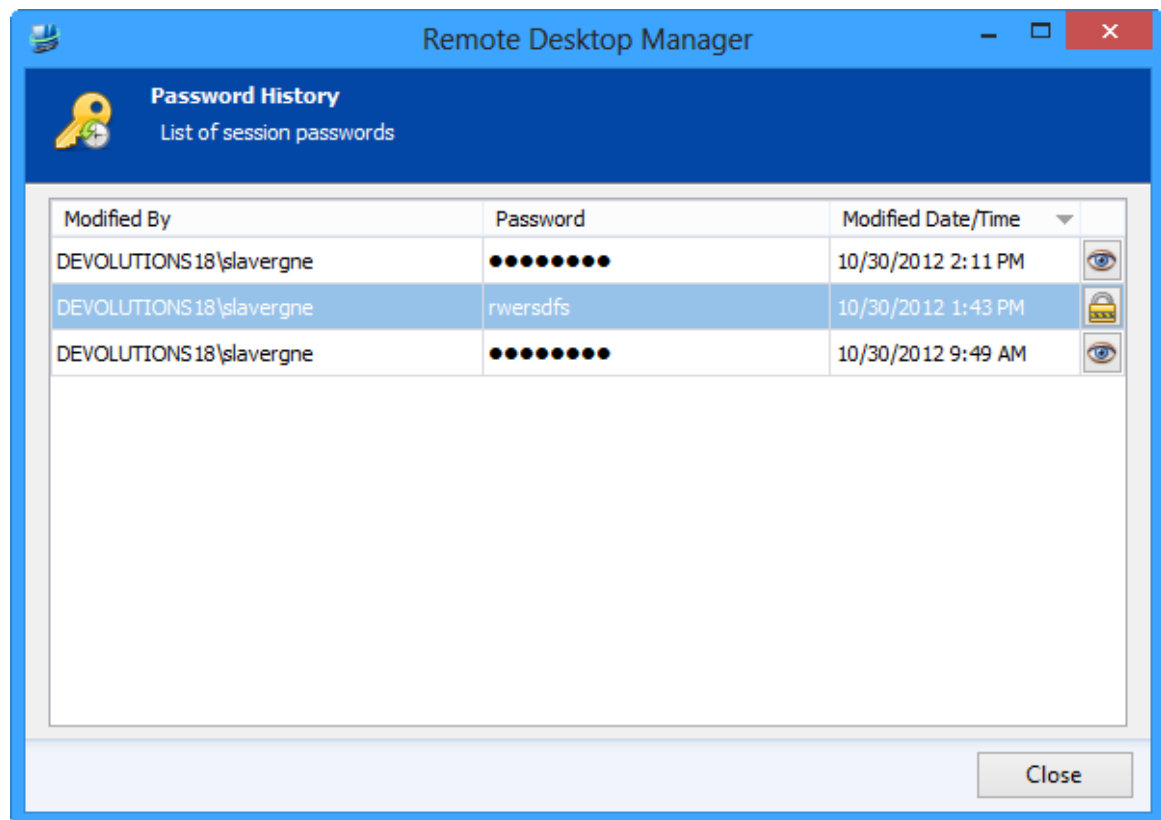 Remote Desktop Manager
Password History
List of session passwords
Modified By Password Modified Date/Time
DEVOLUTIONS18\slavergne ●●●●●●●● 10/30/2012 2:11 PM
DEVOLUTIONS18\slavergne rwersdfs 10/30/2012 1:43 PM
DEVOLUTIONS18\slavergne ●●●●●●●● 10/30/2012 9:49 AM
Close